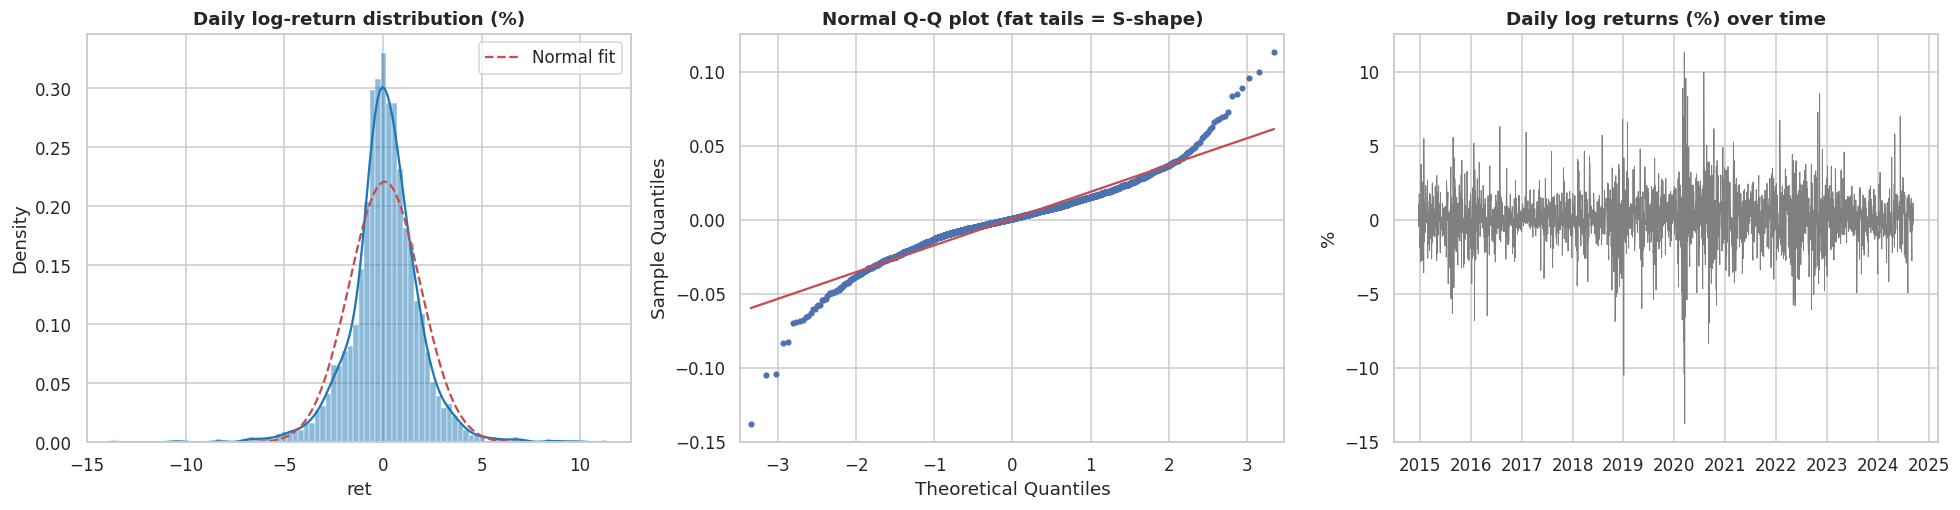 Daily log-return distribution (%)
Normal fit
Density
0.30
0.25
0.20
0.15
0.10
0.05
0.00
−15 −10 −5 0 5 10
ret
Normal Q-Q plot (fat tails = S-shape)
Sample Quantiles
0.10
0.05
0.00
−0.05
−0.10
−0.15
−3 −2 −1 0 1 2 3
Theoretical Quantiles
Daily log returns (%) over time
%
10
5
0
−5
−10
−15
2015 2016 2017 2018 2019 2020 2021 2022 2023 2024 2025